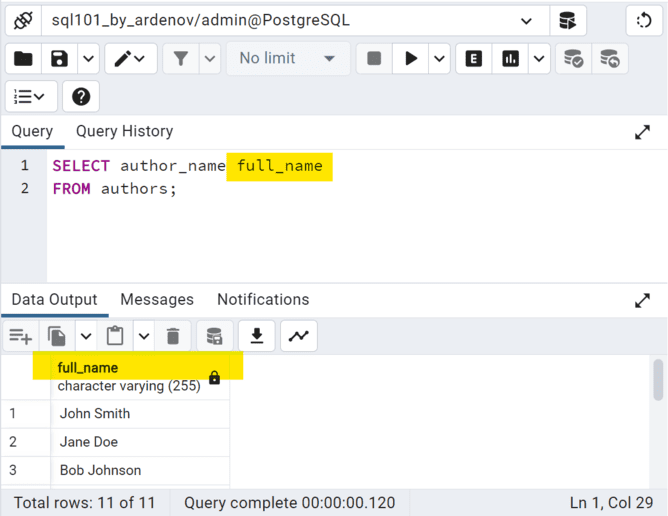 sql101_by_ardenov/admin@PostgreSQL
No limit
E
Query Query History
1 SELECT author_name full_name
2 FROM authors;
Data Output Messages Notifications
full_name
character varying (255)
1 John Smith
2 Jane Doe
3 Bob Johnson
Total rows: 11 of 11 Query complete 00:00:00.120 Ln 1, Col 29